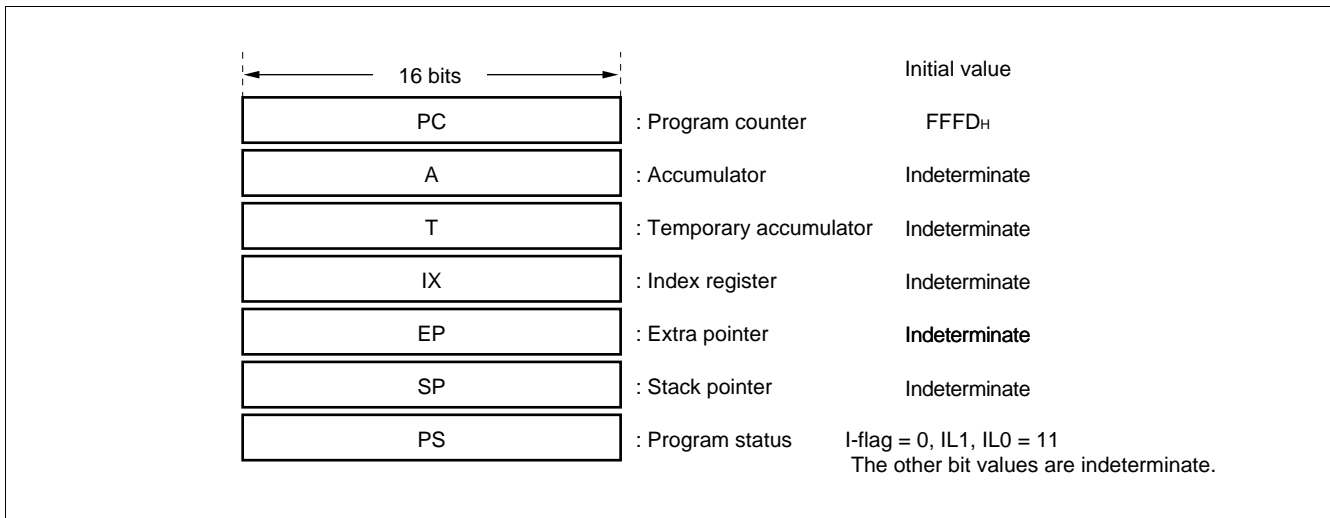 16 bits Initial value
PC : Program counter FFFDH
A : Accumulator Indeterminate
T : Temporary accumulator Indeterminate
IX : Index register Indeterminate
EP : Extra pointer Indeterminate
SP : Stack pointer Indeterminate
PS : Program status I-flag = 0, IL1, IL0 = 11
The other bit values are indeterminate.